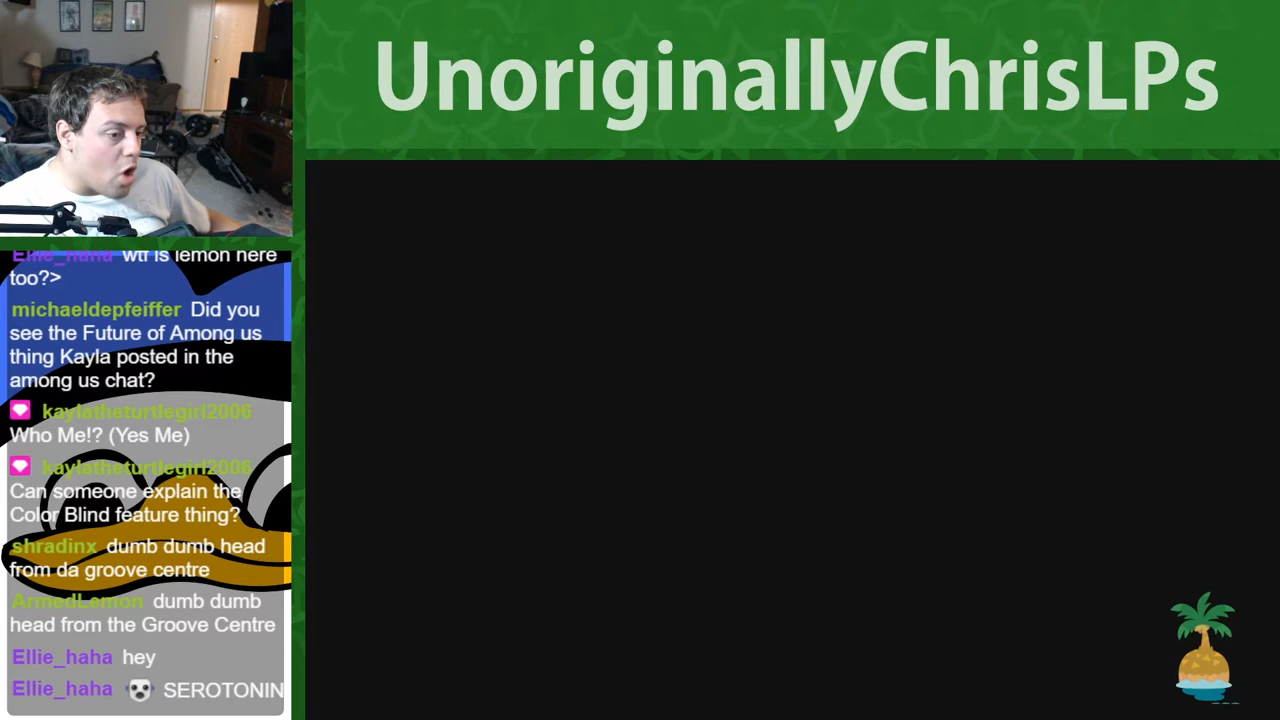 UnoriginallyChrisLPs
Ellie_haha wtf is lemon here
too?>
michaeldepfeiffer Did you
see the Future of Among us
thing Kayla posted in the
among us chat?
kaylatheturtlegirl2006
Who Me!? (Yes Me)
kaylatheturtlegirl2006
Can someone explain the
Color Blind feature thing?
shradinx dumb dumb head
from da groove centre
ArmedLemon dumb dumb
head from the Groove Centre
Ellie_haha hey
Ellie_haha SEROTONIN